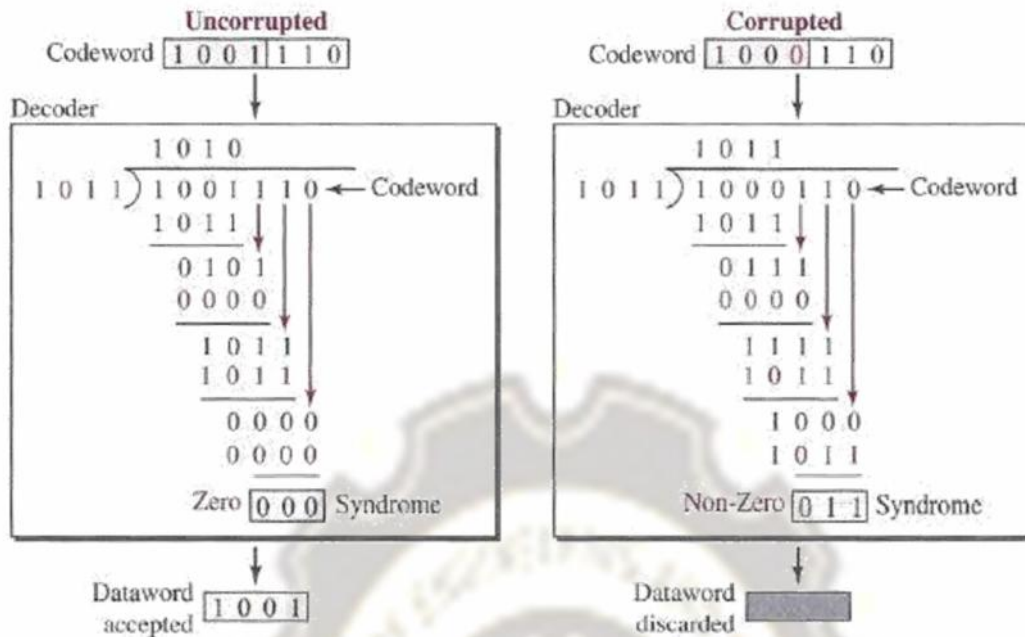 Uncorrupted
Codeword 1 0 0 1 1 1 0
Decoder
1 0 1 0
1 0 1 1 ) 1 0 0 1 1 1 0 Codeword
1 0 1 1
0 1 0 1
0 0 0 0
1 0 1 1
1 0 1 1
0 0 0 0
0 0 0 0
Zero 0 0 0 Syndrome
Dataword
accepted 1 0 0 1
Corrupted
Codeword 1 0 0 0 1 1 0
1 0 1 1
1 0 1 1 ) 1 0 0 0 1 1 0 Codeword
1 0 1 1
0 1 1 1
0 0 0 0
1 1 1 1
1 0 1 1
1 0 0 0
1 0 1 1
Non-Zero 0 1 1 Syndrome
Dataword
discarded